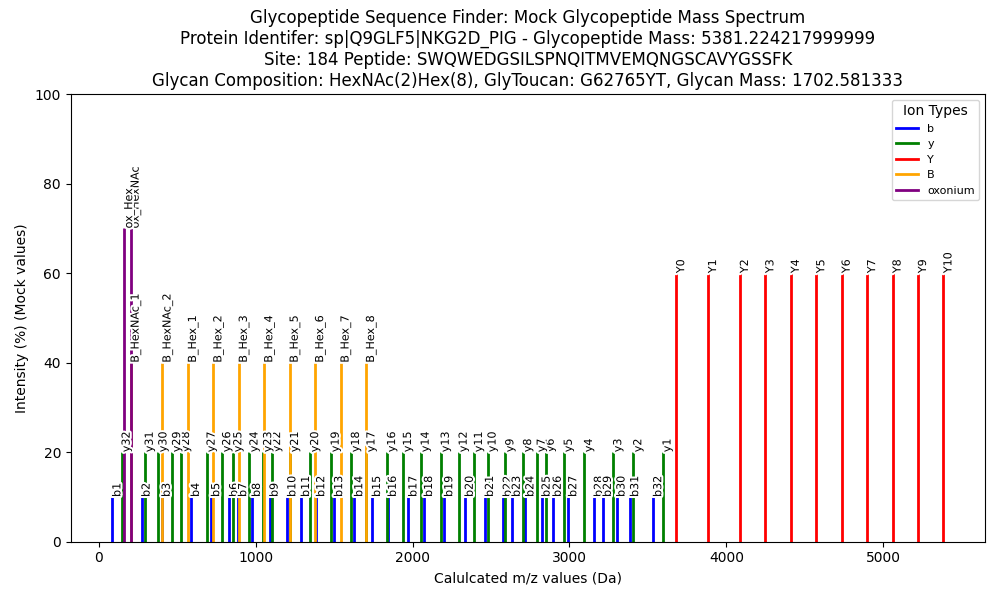 Glycopeptide Sequence Finder: Mock Glycopeptide Mass Spectrum
Protein Identifer: sp|Q9GLF5|NKG2D_PIG - Glycopeptide Mass: 5381.224217999999
Site: 184 Peptide: SWQWEDGSILSPNQITMVEMQNGSCAVYGSSFK
Glycan Composition: HexNAc(2)Hex(8), GlyToucan: G62765YT, Glycan Mass: 1702.581333
Intensity (%) (Mock values)
100
80
60
40
20
0
Ion Types
b
y
Y
B
oxonium
ox_Hex
ox_HexNAc
B_HexNAc_1
B_HexNAc_2
B_Hex_1
B_Hex_2
B_Hex_3
B_Hex_4
B_Hex_5
B_Hex_6
B_Hex_7
B_Hex_8
Y0
Y1
Y2
Y3
Y4
Y5
Y6
Y7
Y8
Y9
Y10
y32
y31
y30
y29
y28
y27
y26
y25
y24
y23
y22
y21
y20
y19
y18
y17
y16
y15
y14
y13
y12
y11
y10
y9
y8
y7
y6
y5
y4
y3
y2
y1
b1
b2
b3
b4
b5
b6
b7
b8
b9
b10
b11
b12
b13
b14
b15
b16
b17
b18
b19
b20
b21
b22
b23
b24
b25
b26
b27
b28
b29
b30
b31
b32
0
1000
2000
3000
4000
5000
Calulcated m/z values (Da)